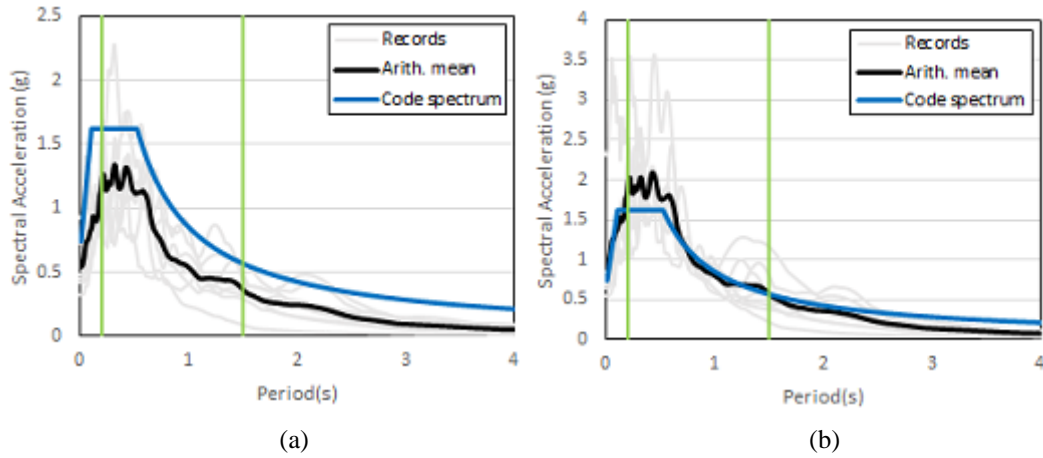 2.5
2
1.5
1
0.5
0
Spectral Acceleration (g)
Records
Arith. mean
Code spectrum
0 1 2 3 4
Period(s)
(a)
4
3.5
3
2.5
2
1.5
1
0.5
0
Spectral Acceleration (g)
Records
Arith. mean
Code spectrum
0 1 2 3 4
Period(s)
(b)